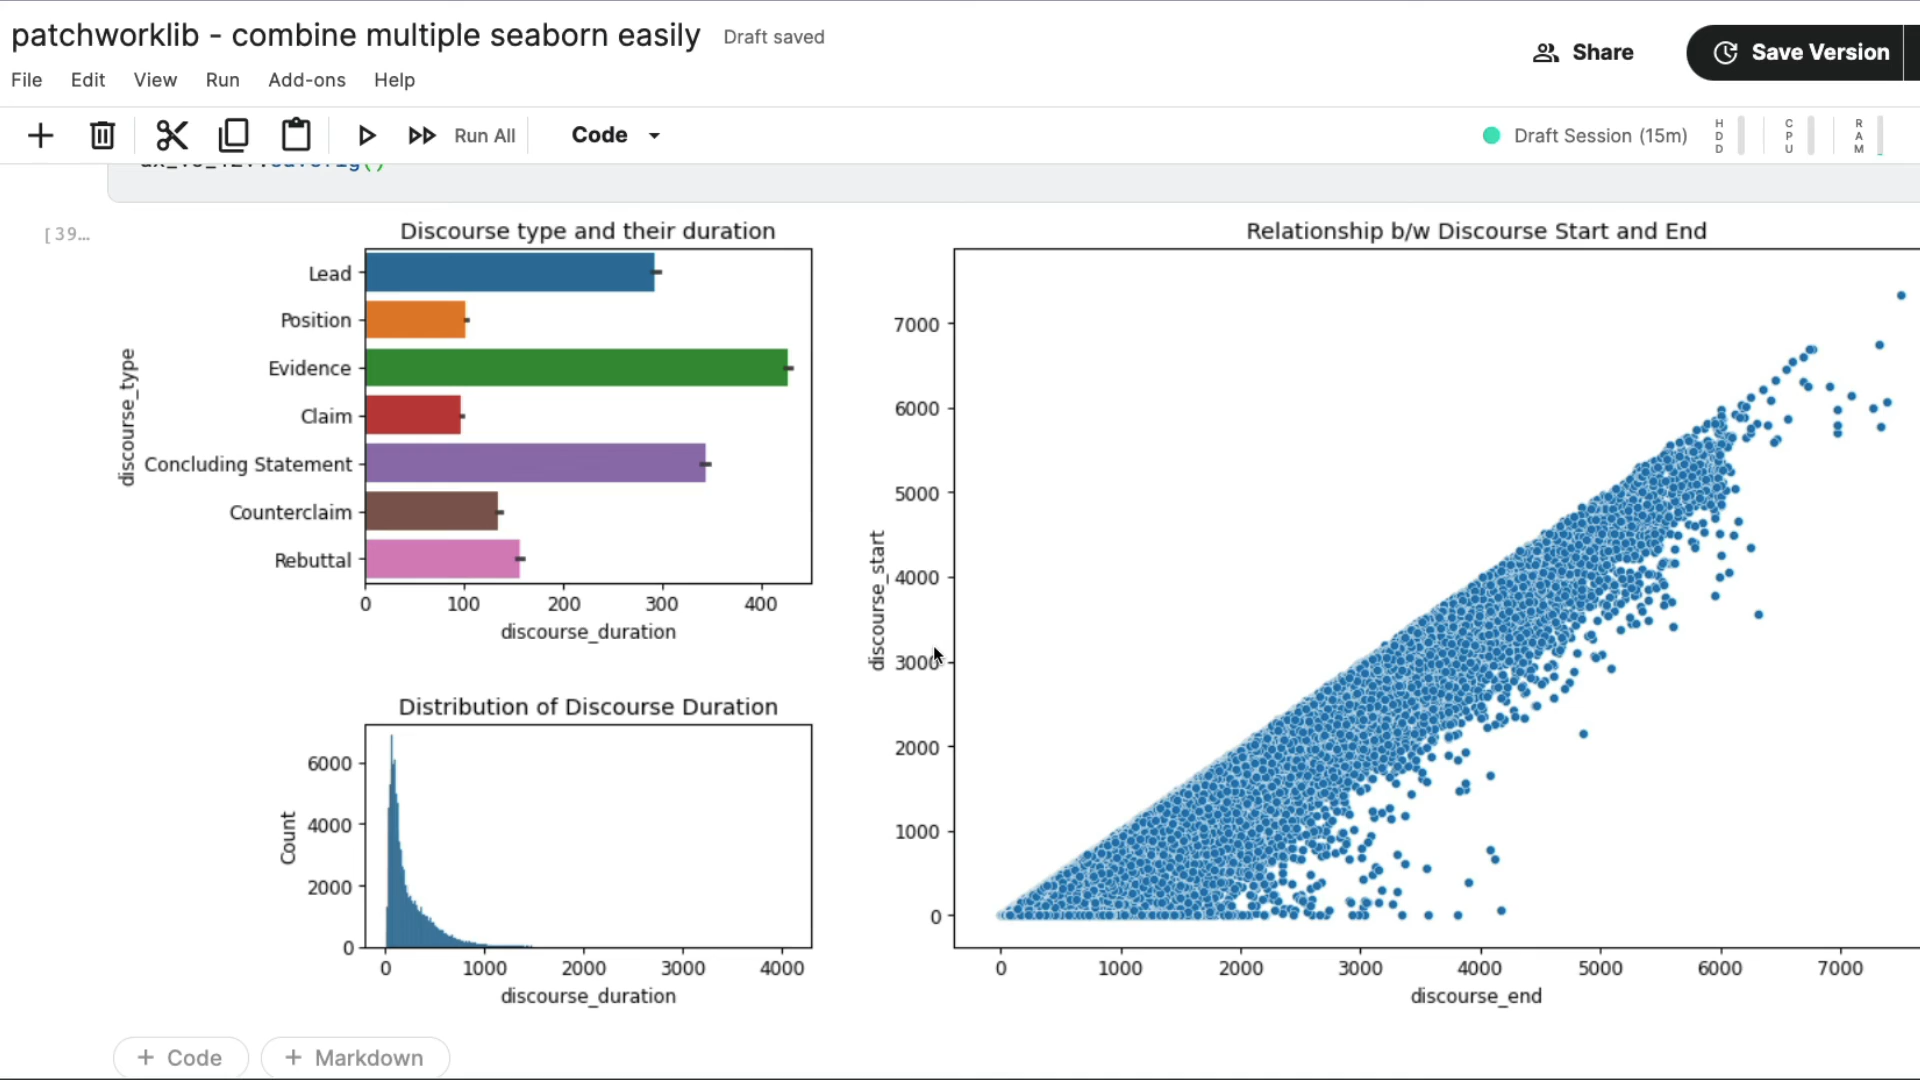 patchworklib - combine multiple seaborn easily
Draft saved
Share
Save Version
File Edit View Run Add-ons Help
Run All
Code
Draft Session (15m)
HDD
CPU
RAM
[39...
Discourse type and their duration
discourse_type
Lead
Position
Evidence
Claim
Concluding Statement
Counterclaim
Rebuttal
0 100 200 300 400
discourse_duration
Distribution of Discourse Duration
Count
6000
4000
2000
0
0 1000 2000 3000 4000
discourse_duration
Relationship b/w Discourse Start and End
discourse_start
7000
6000
5000
4000
3000
2000
1000
0
0 1000 2000 3000 4000 5000 6000 7000
discourse_end
+ Code
+ Markdown